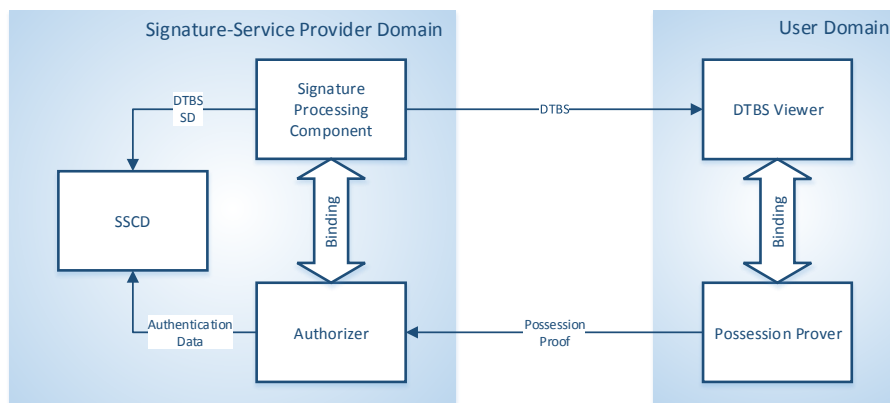 Signature-Service Provider Domain
User Domain
Signature
Processing
Component
DTBS
SD
DTBS
DTBS Viewer
SSCD
Binding
Binding
Authentication
Data
Authorizer
Possession
Proof
Possession Prover